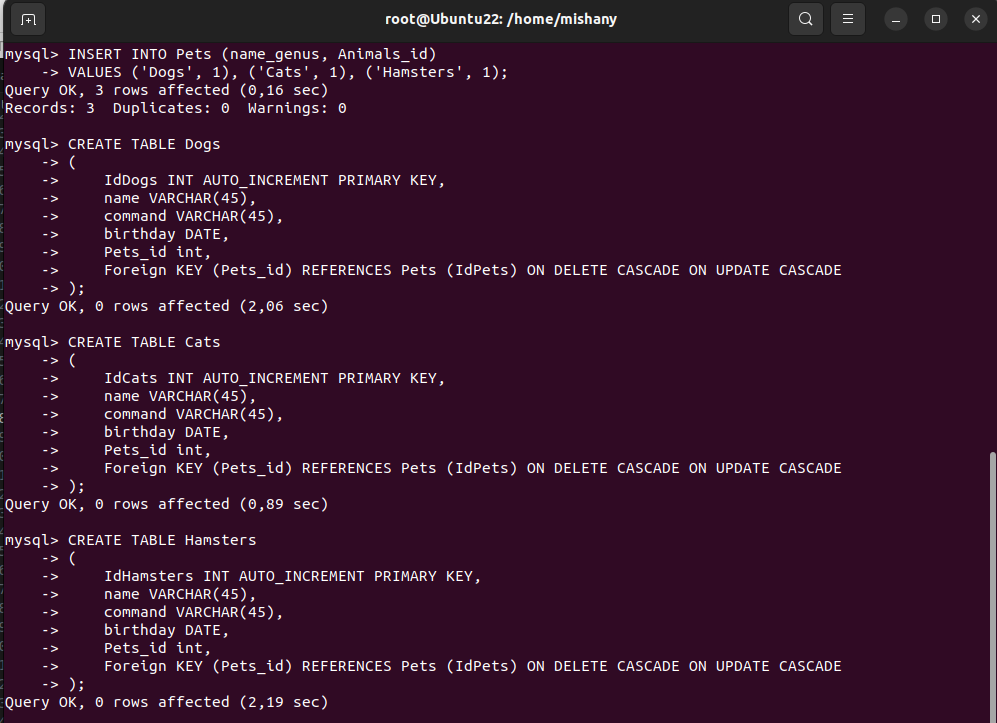 root@Ubuntu22: /home/mishany
mysql> INSERT INTO Pets (name_genus, Animals_id)
    -> VALUES ('Dogs', 1), ('Cats', 1), ('Hamsters', 1);
Query OK, 3 rows affected (0,16 sec)
Records: 3  Duplicates: 0  Warnings: 0

mysql> CREATE TABLE Dogs
    -> (
    ->     IdDogs INT AUTO_INCREMENT PRIMARY KEY,
    ->     name VARCHAR(45),
    ->     command VARCHAR(45),
    ->     birthday DATE,
    ->     Pets_id int,
    ->     Foreign KEY (Pets_id) REFERENCES Pets (IdPets) ON DELETE CASCADE ON UPDATE CASCADE
    -> );
Query OK, 0 rows affected (2,06 sec)

mysql> CREATE TABLE Cats
    -> (
    ->     IdCats INT AUTO_INCREMENT PRIMARY KEY,
    ->     name VARCHAR(45),
    ->     command VARCHAR(45),
    ->     birthday DATE,
    ->     Pets_id int,
    ->     Foreign KEY (Pets_id) REFERENCES Pets (IdPets) ON DELETE CASCADE ON UPDATE CASCADE
    -> );
Query OK, 0 rows affected (0,89 sec)

mysql> CREATE TABLE Hamsters
    -> (
    ->     IdHamsters INT AUTO_INCREMENT PRIMARY KEY,
    ->     name VARCHAR(45),
    ->     command VARCHAR(45),
    ->     birthday DATE,
    ->     Pets_id int,
    ->     Foreign KEY (Pets_id) REFERENCES Pets (IdPets) ON DELETE CASCADE ON UPDATE CASCADE
    -> );
Query OK, 0 rows affected (2,19 sec)